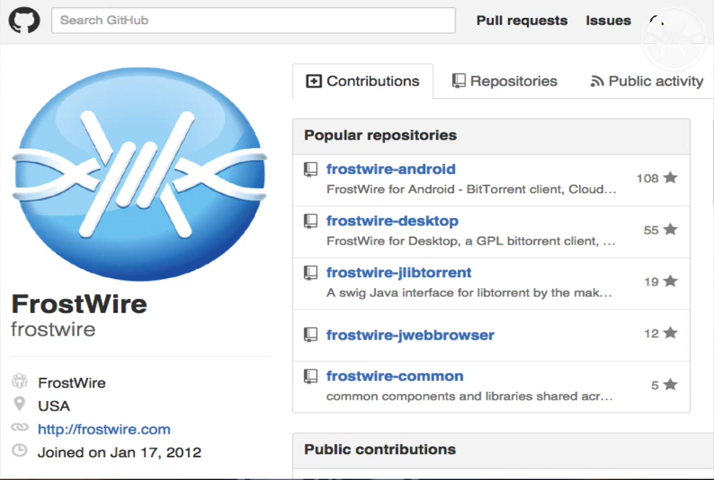 Search GitHub
Pull requests
Issues
Contributions
Repositories
Public activity
Popular repositories
frostwire-android
FrostWire for Android - BitTorrent client, Cloud...
108
frostwire-desktop
FrostWire for Desktop, a GPL bittorrent client, ...
55
frostwire-jlibtorrent
A swig Java interface for libtorrent by the mak...
19
frostwire-jwebbrowser
12
frostwire-common
common components and libraries shared acr...
5
Public contributions
FrostWire
frostwire
FrostWire
USA
http://frostwire.com
Joined on Jan 17, 2012